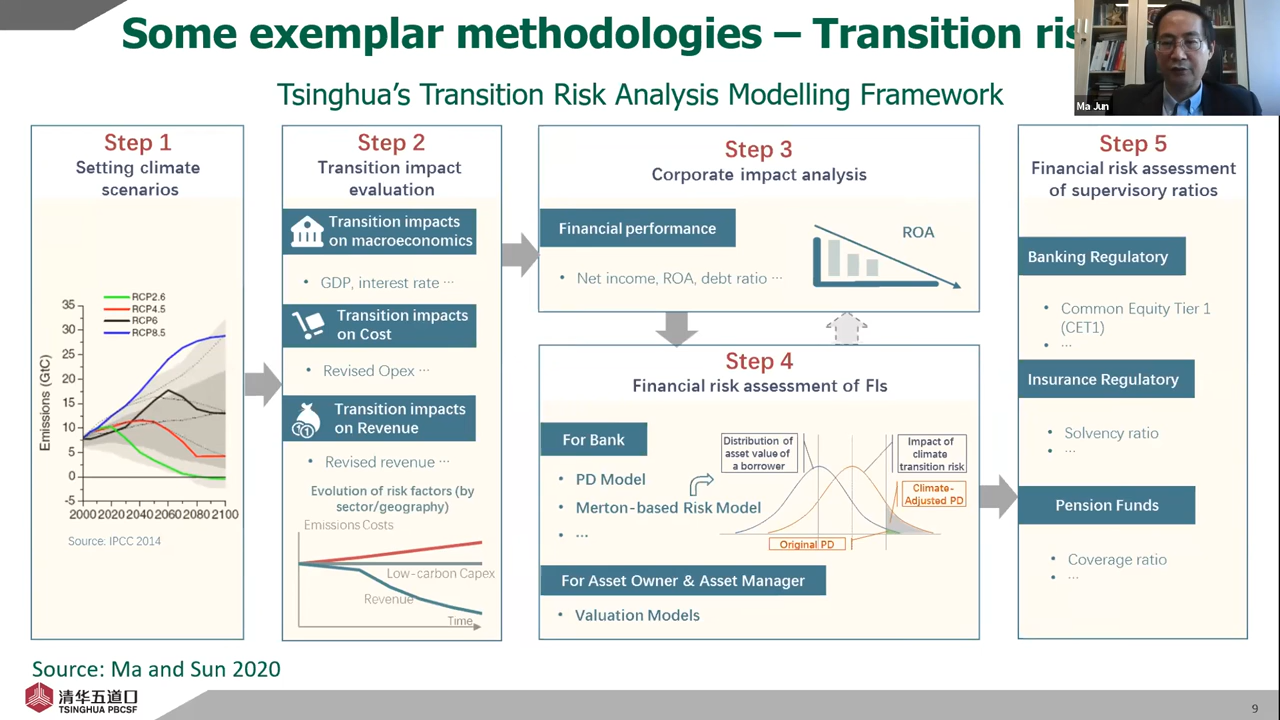 Some exemplar methodologies – Transition ris
Ma Jun
Tsinghua's Transition Risk Analysis Modelling Framework
Step 1
Setting climate
scenarios
RCP2.6
RCP4.5
RCP6
RCP8.5
Emissions (GtC)
35
30
25
20
15
10
5
0
-5
2000 2020 2040 2060 2080 2100
Source: IPCC 2014
Step 2
Transition impact
evaluation
Transition impacts
on macroeconomics
• GDP, interest rate ···
Transition impacts
on Cost
• Revised Opex ···
Transition impacts
on Revenue
• Revised revenue ···
Evolution of risk factors (by
sector/geography)
Emissions Costs
Low-carbon Capex
Revenue
Time
Step 3
Corporate impact analysis
Financial performance
• Net income, ROA, debt ratio ···
ROA
Step 4
Financial risk assessment of FIs
For Bank
• PD Model
• Merton-based Risk Model
• ···
Distribution of
asset value of
a borrower
Impact of
climate
transition risk
Climate-
Adjusted PD
Original PD
For Asset Owner & Asset Manager
• Valuation Models
Step 5
Financial risk assessment
of supervisory ratios
Banking Regulatory
• Common Equity Tier 1
(CET1)
• ···
Insurance Regulatory
• Solvency ratio
• ···
Pension Funds
• Coverage ratio
• ···
Source: Ma and Sun 2020
清华五道口
TSINGHUA PBCSF
9